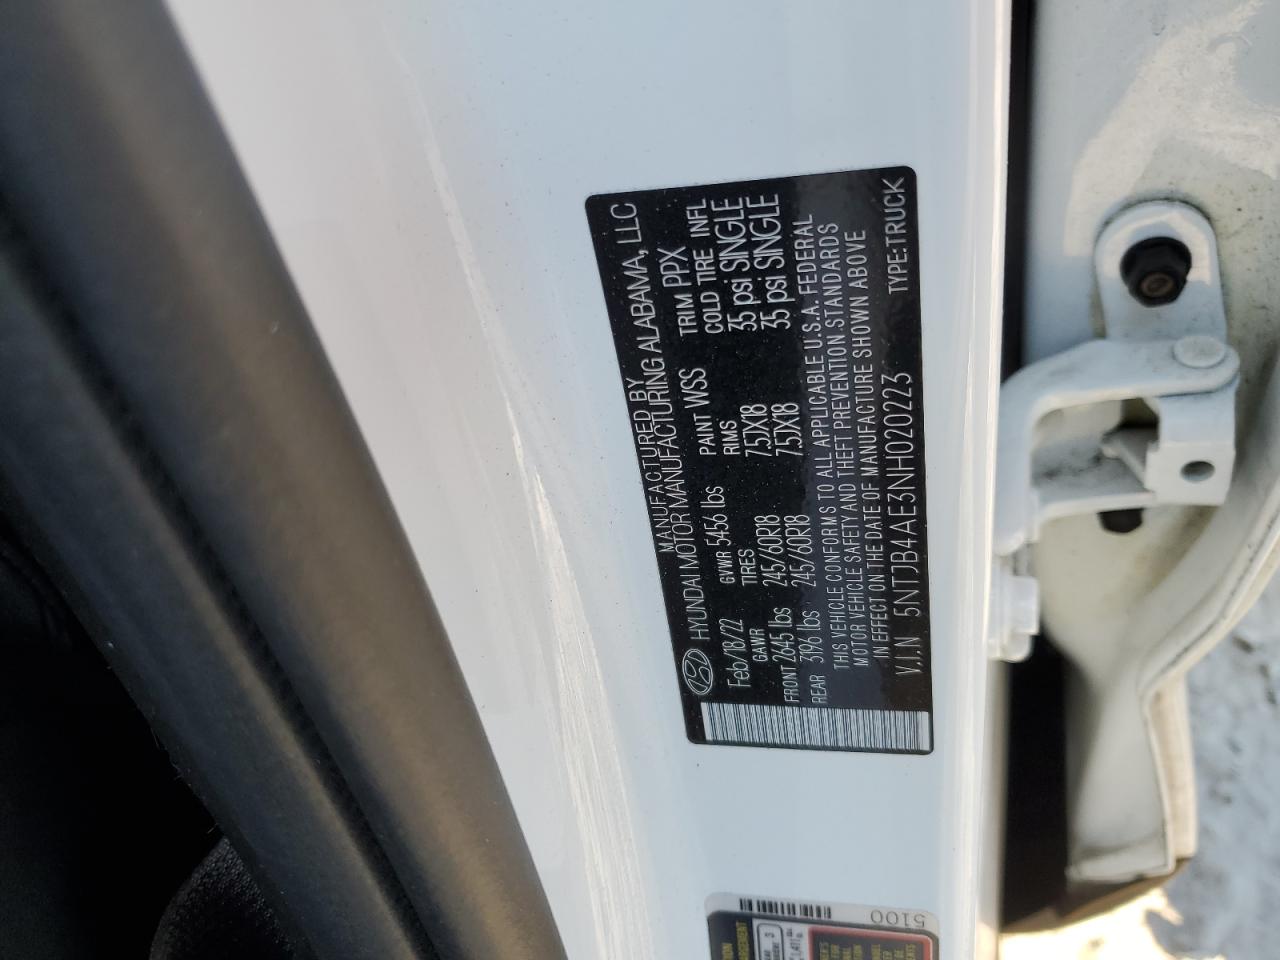 MANUFACTURED BY
HYUNDAI MOTOR MANUFACTURING ALABAMA, LLC
Feb/18/22 GVWR 5456 lbs PAINT WSS TRIM PPX
GAWR TIRES RIMS COLD TIRE INFL
FRONT 2645 lbs 245/60R18 7.5JX18 35 psi SINGLE
REAR 3196 lbs 245/60R18 7.5JX18 35 psi SINGLE
THIS VEHICLE CONFORMS TO ALL APPLICABLE U.S.A. FEDERAL
MOTOR VEHICLE SAFETY AND THEFT PREVENTION STANDARDS
IN EFFECT ON THE DATE OF MANUFACTURE SHOWN ABOVE
V.I.N 5NTJB4AE3NH020223 TYPE:TRUCK
5100